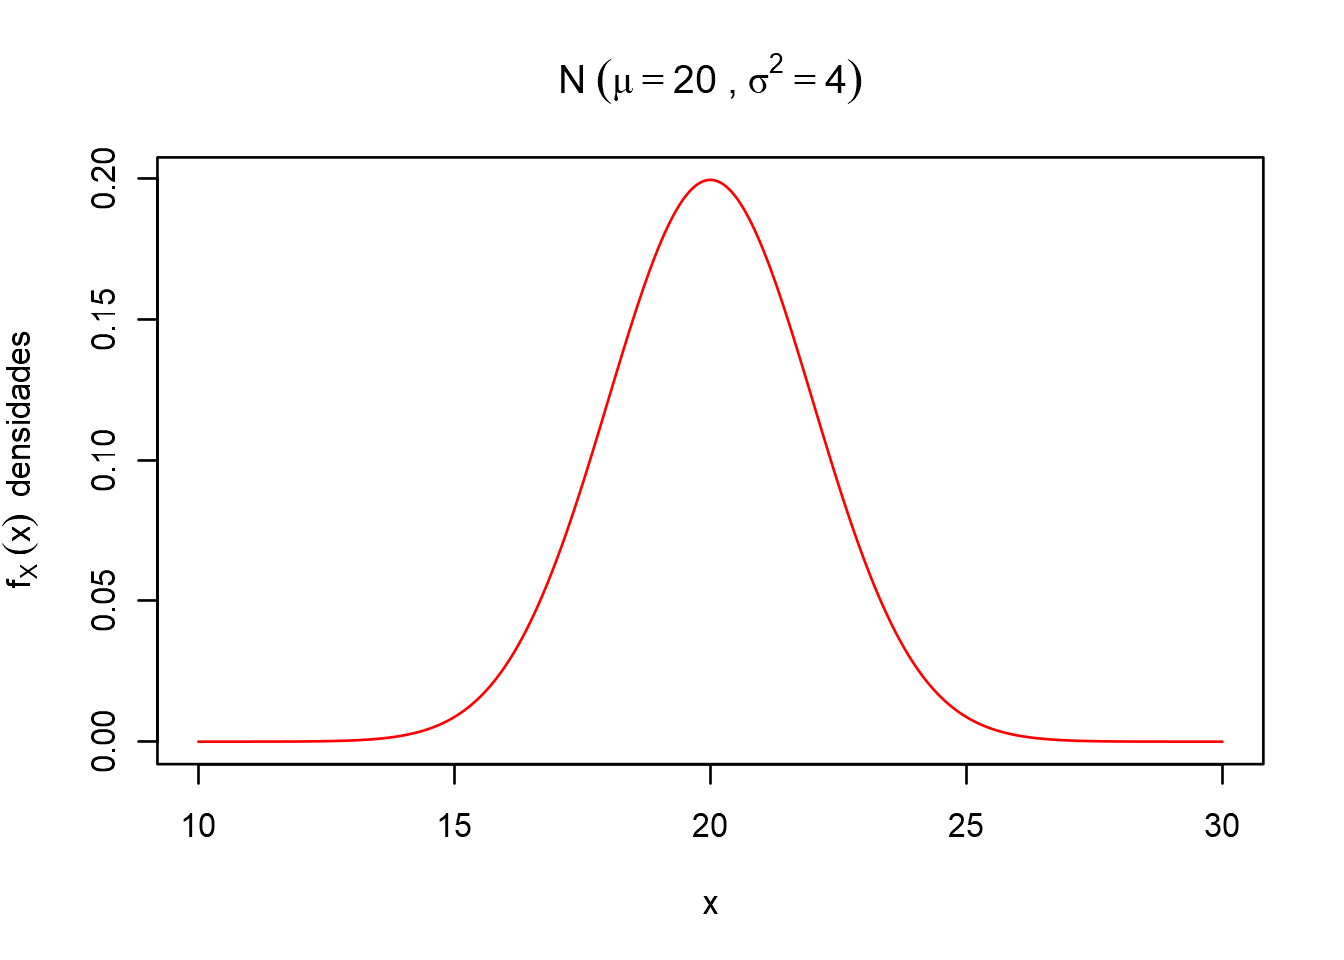 N (μ = 20 , σ² = 4)
fX (x) densidades
0.20
0.15
0.10
0.05
0.00
10 15 20 25 30
x